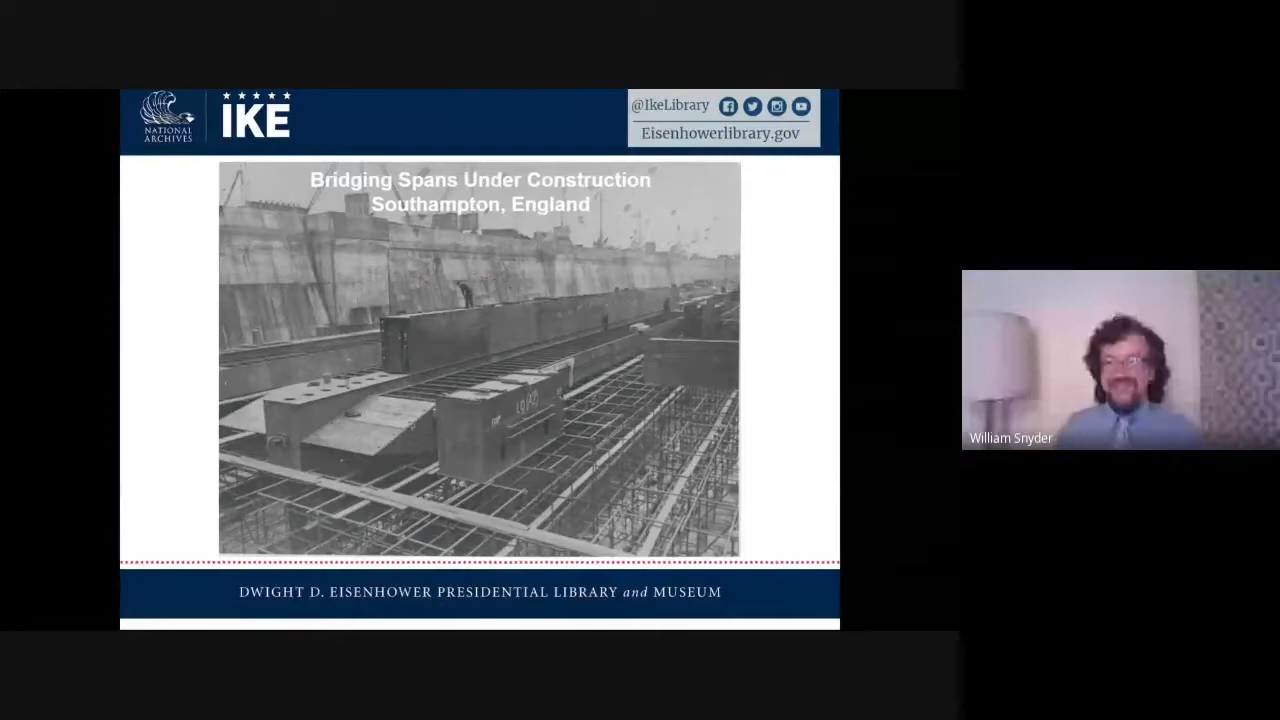 NATIONAL
ARCHIVES
IKE
@IkeLibrary
Eisenhowerlibrary.gov
Bridging Spans Under Construction
Southampton, England
DWIGHT D. EISENHOWER PRESIDENTIAL LIBRARY and MUSEUM
William Snyder